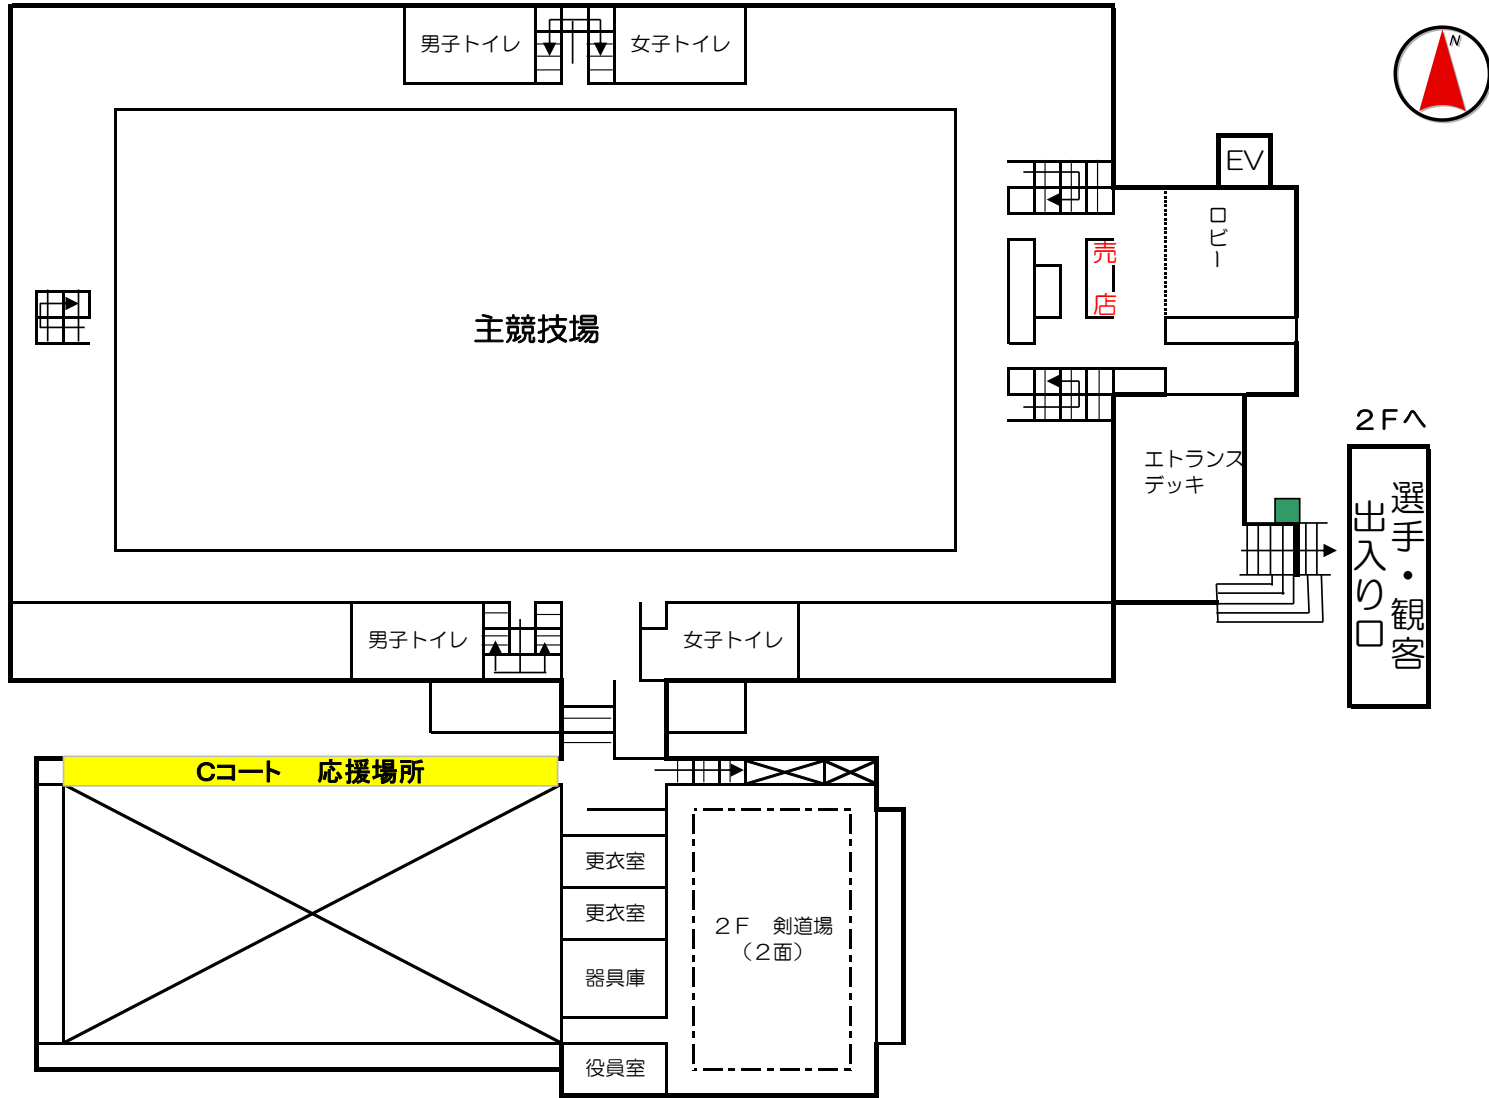 男子トイレ
女子トイレ
N
EV
ロビー
売店
主競技場
２Ｆへ
選手・観客
出入り口
エトランス
デッキ
男子トイレ
女子トイレ
Cコート　応援場所
更衣室
更衣室
２Ｆ　剣道場
（２面）
器具庫
役員室